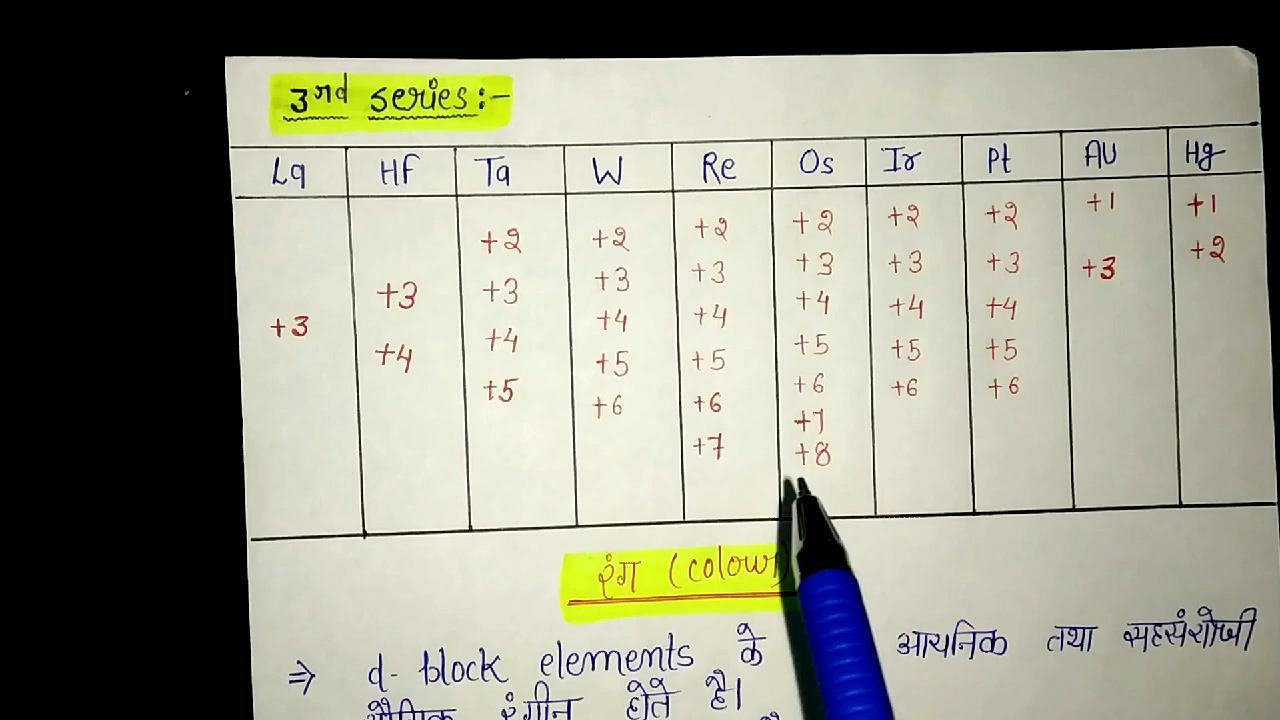 3rd series:-
La Hf Ta W Re Os Ir Pt Au Hg
+2 +2 +2 +2 +2 +2 +1 +1
+3 +3 +3 +3 +3 +3 +3 +3 +2
+3 +4 +4 +4 +4 +4 +4 +4
+5 +5 +5 +5 +5 +5
+6 +6 +6 +6 +6
+7 +7
+8
रंग (colour)
⇒ d-block elements के आयनिक तथा सहसंयोजी
यौगिक रंगीन होते है।